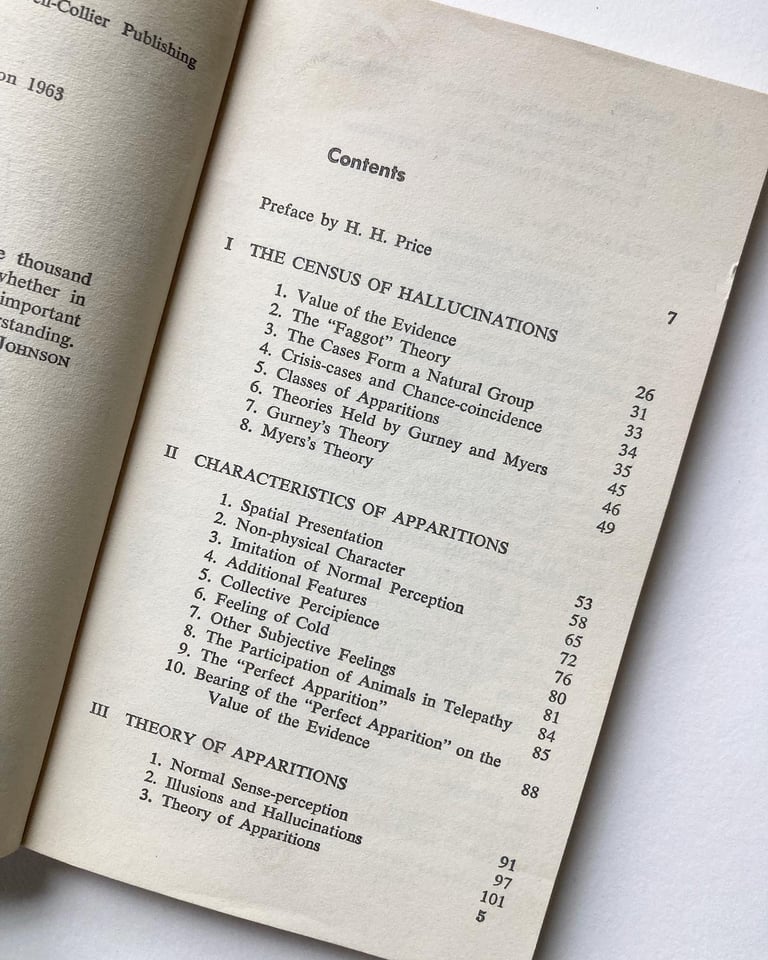 Publishing
on 1963
thousand
whether in
important
standing.
JOHNSON
Contents
Preface by H. H. Price 7
I THE CENSUS OF HALLUCINATIONS
1. Value of the Evidence 26
2. The "Faggot" Theory 31
3. The Cases Form a Natural Group 33
4. Crisis-cases and Chance-coincidence 34
5. Classes of Apparitions 35
6. Theories Held by Gurney and Myers 45
7. Gurney's Theory 46
8. Myers's Theory 49
II CHARACTERISTICS OF APPARITIONS
1. Spatial Presentation 53
2. Non-physical Character 58
3. Imitation of Normal Perception 65
4. Additional Features 72
5. Collective Percipience 76
6. Feeling of Cold 80
7. Other Subjective Feelings 81
8. The Participation of Animals in Telepathy 84
9. The "Perfect Apparition" 85
10. Bearing of the "Perfect Apparition" on the
Value of the Evidence 88
III THEORY OF APPARITIONS
1. Normal Sense-perception 91
2. Illusions and Hallucinations 97
3. Theory of Apparitions 101
5